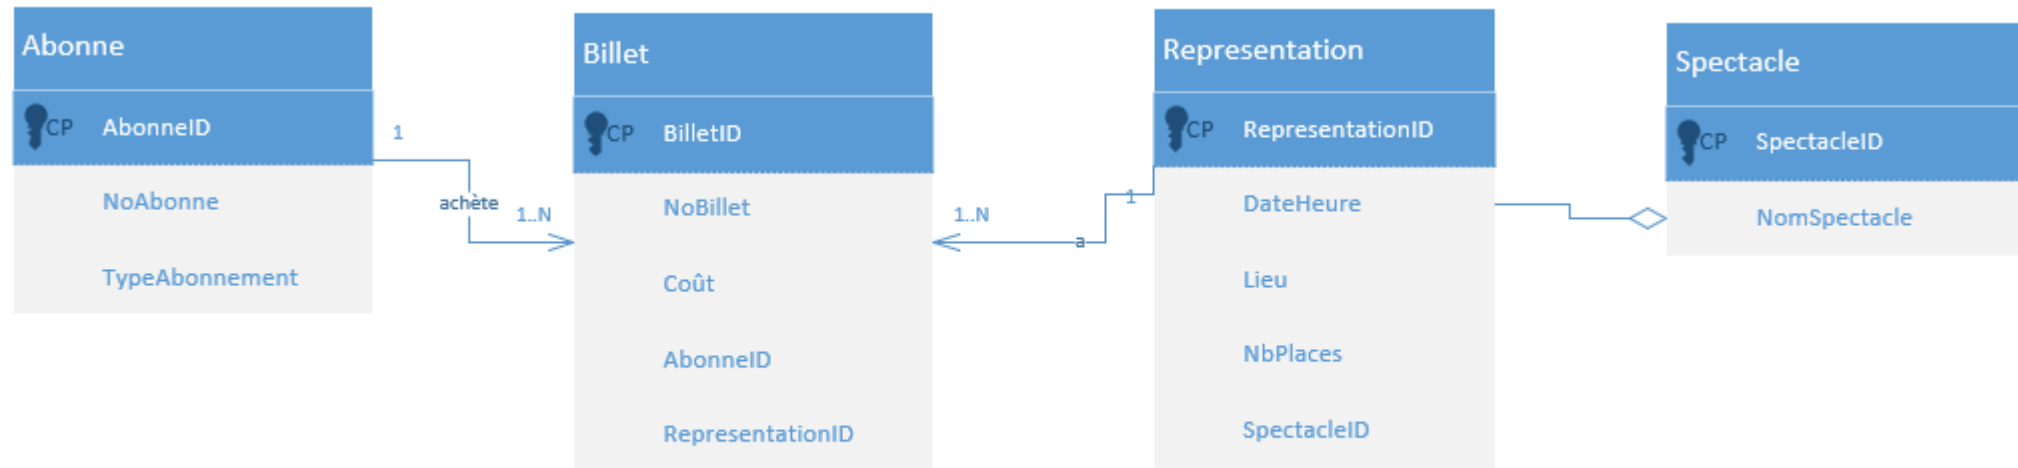 Abonne
CP AbonneID
NoAbonne
TypeAbonnement
1
achète
1..N
Billet
CP BilletID
NoBillet
Coût
AbonneID
RepresentationID
1..N
a
1
Representation
CP RepresentationID
DateHeure
Lieu
NbPlaces
SpectacleID
Spectacle
CP SpectacleID
NomSpectacle